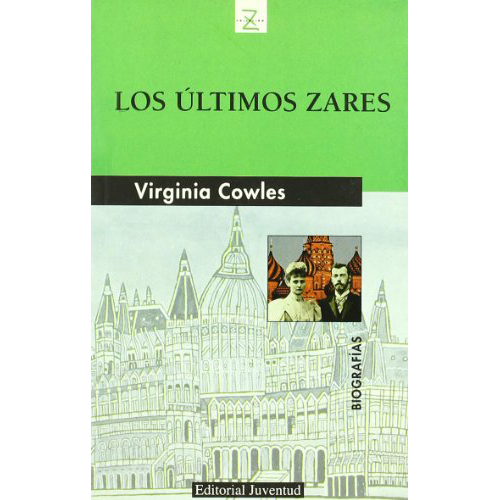 Z
LOS ÚLTIMOS ZARES
Virginia Cowles
BIOGRAFÍAS
Editorial Juventud